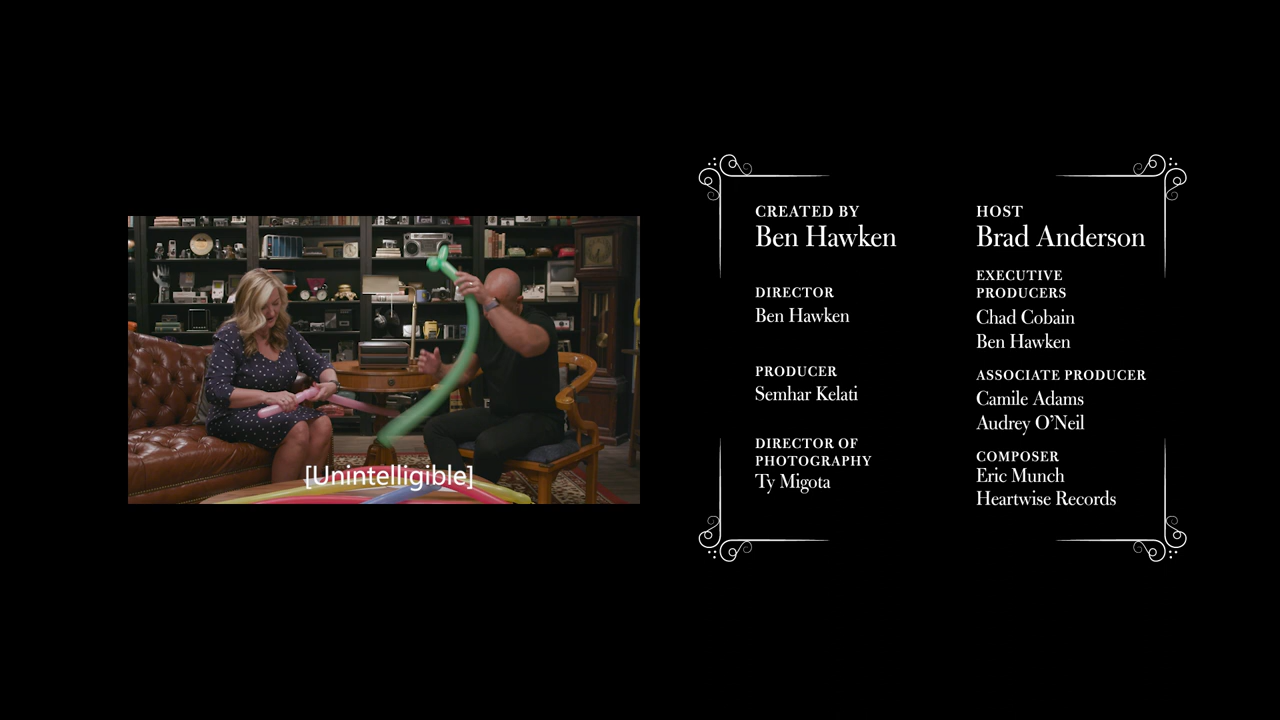 [Unintelligible]
CREATED BY
Ben Hawken
DIRECTOR
Ben Hawken
PRODUCER
Semhar Kelati
DIRECTOR OF
PHOTOGRAPHY
Ty Migota
HOST
Brad Anderson
EXECUTIVE
PRODUCERS
Chad Cobain
Ben Hawken
ASSOCIATE PRODUCER
Camile Adams
Audrey O’Neil
COMPOSER
Eric Munch
Heartwise Records